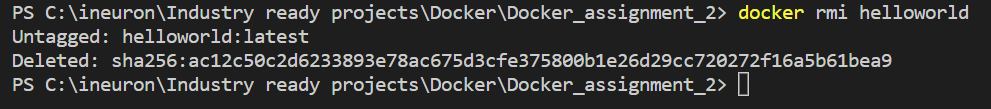 PS C:\ineuron\Industry ready projects\Docker\Docker_assignment_2> docker rmi helloworld
Untagged: helloworld:latest
Deleted: sha256:ac12c50c2d6233893e78ac675d3cfe375800b1e26d29cc720272f16a5b61bea9
PS C:\ineuron\Industry ready projects\Docker\Docker_assignment_2>